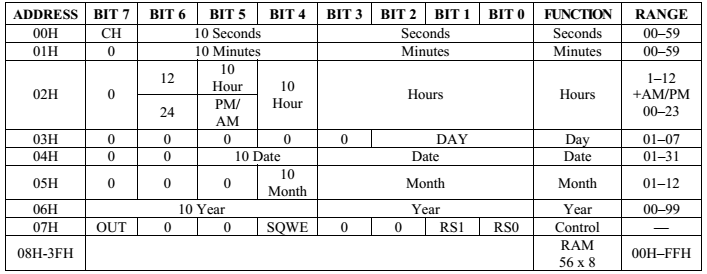 ADDRESS BIT 7 BIT 6 BIT 5 BIT 4 BIT 3 BIT 2 BIT 1 BIT 0 FUNCTION RANGE
00H CH 10 Seconds Seconds Seconds 00–59
01H 0 10 Minutes Minutes Minutes 00–59
02H 0 12 24 10 Hour PM/ AM 10 Hour Hours Hours 1–12 +AM/PM 00–23
03H 0 0 0 0 0 DAY Day 01–07
04H 0 0 10 Date Date Date 01–31
05H 0 0 0 10 Month Month Month 01–12
06H 10 Year Year Year 00–99
07H OUT 0 0 SQWE 0 0 RS1 RS0 Control —
08H-3FH RAM 56 x 8 00H–FFH